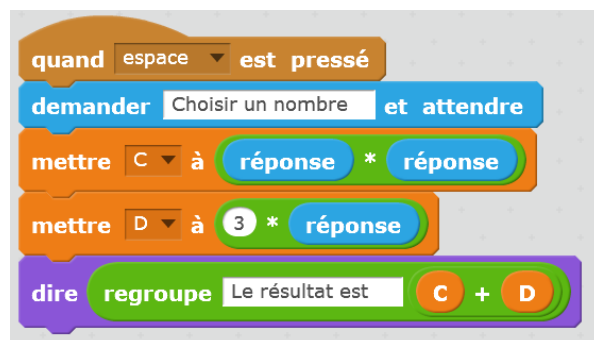 quand espace est pressé
demander Choisir un nombre et attendre
mettre C à réponse * réponse
mettre D à 3 * réponse
dire regroupe Le résultat est C + D